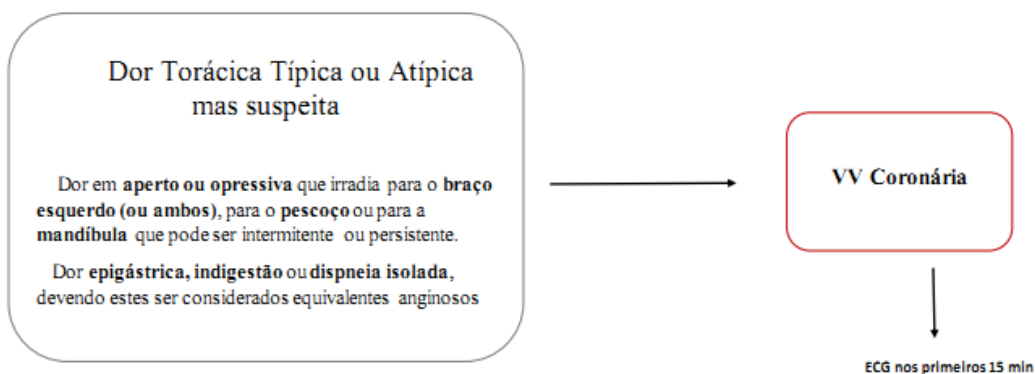 Dor Torácica Típica ou Atípica
mas suspeita
Dor em aperto ou opressiva que irradia para o braço
esquerdo (ou ambos), para o pescoço ou para a
mandíbula que pode ser intermitente ou persistente.
Dor epigástrica, indigestão ou dispneia isolada,
devendo estes ser considerados equivalentes anginosos
VV Coronária
ECG nos primeiros 15 min